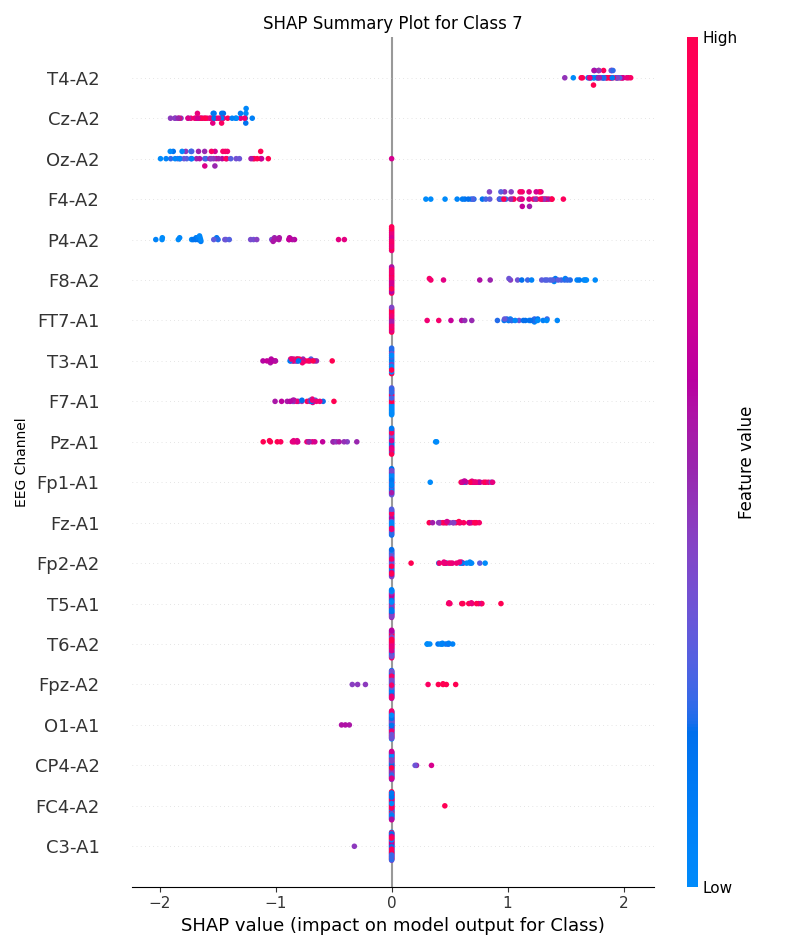 SHAP Summary Plot for Class 7
High
T4-A2
Cz-A2
Oz-A2
F4-A2
P4-A2
F8-A2
FT7-A1
T3-A1
F7-A1
Pz-A1
Fp1-A1
Fz-A1
Fp2-A2
T5-A1
T6-A2
Fpz-A2
O1-A1
CP4-A2
FC4-A2
C3-A1
EEG Channel
Feature value
Low
−2 −1 0 1 2
SHAP value (impact on model output for Class)